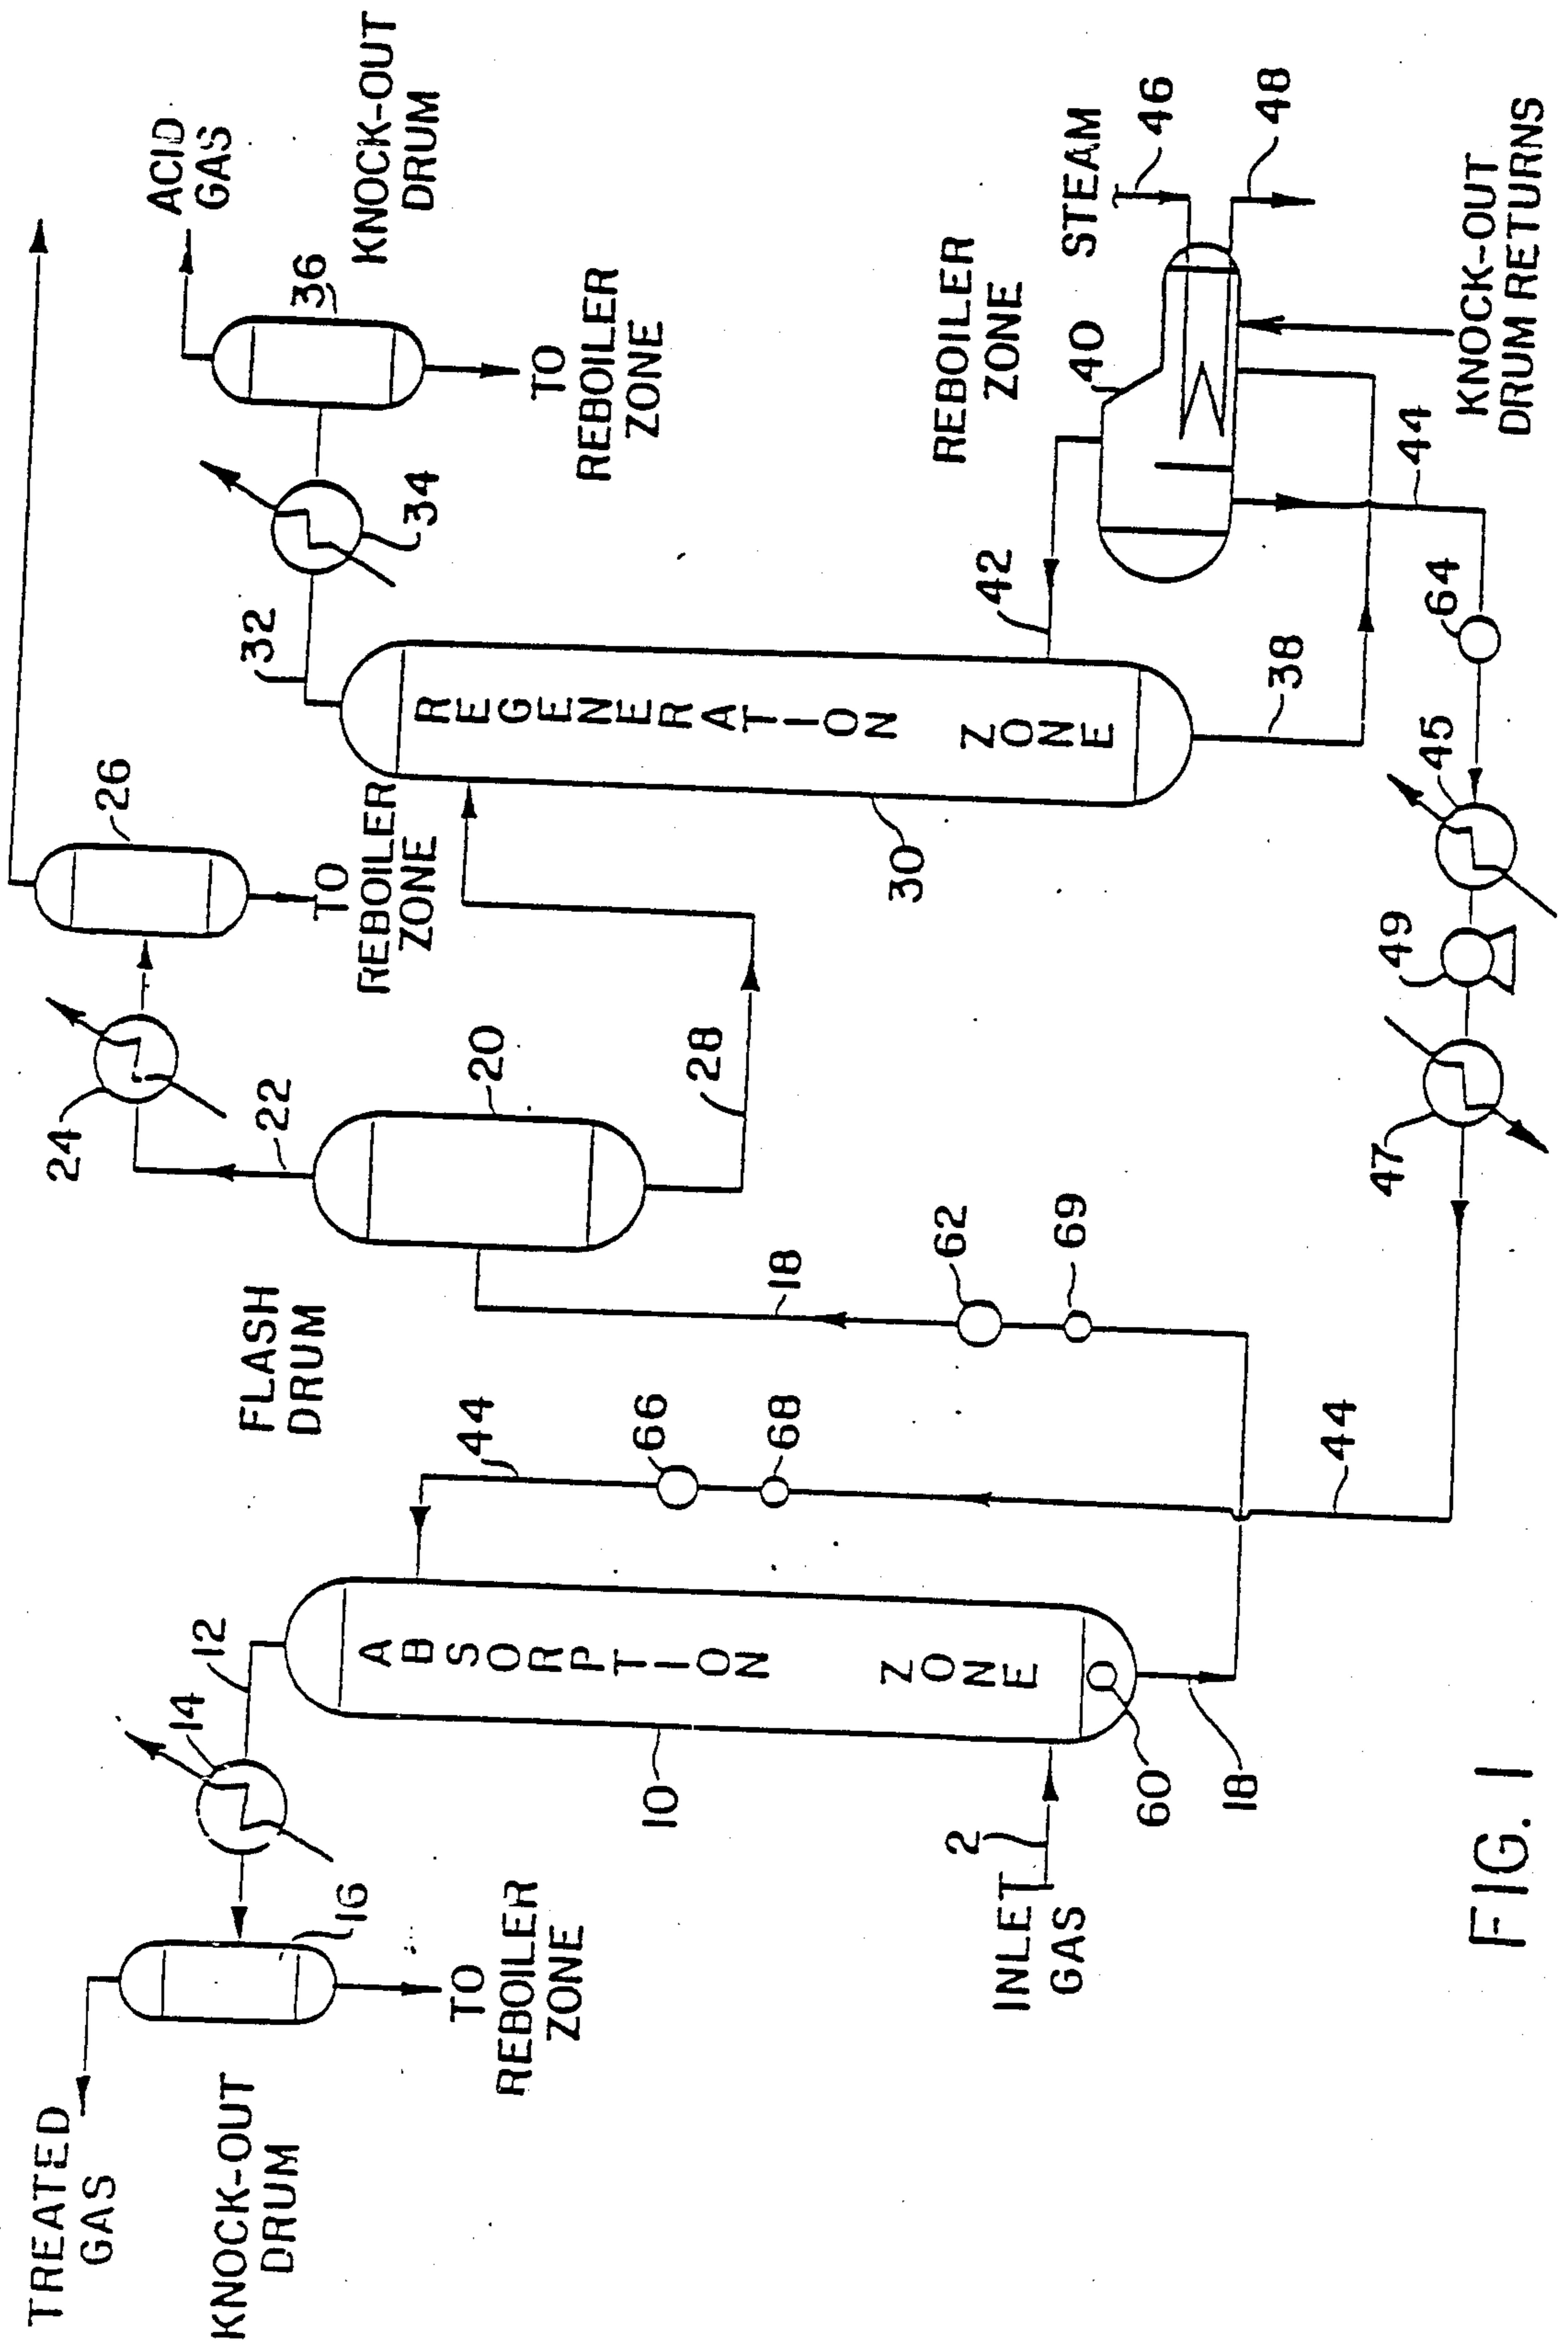 TREATED
GAS
KNOCK-OUT
DRUM
16
TO
REBOILER
ZONE
14
12
ABSORPTION ZONE
10
INLET
GAS
2
60
18
44
66
68
44
FLASH
DRUM
18
62
69
24
22
20
28
26
TO
REBOILER
ZONE
32
REGENERATION ZONE
30
34
36
ACID
GAS
KNOCK-OUT
DRUM
TO
REBOILER
ZONE
REBOILER
ZONE
40
STEAM
46
48
42
38
KNOCK-OUT
DRUM RETURNS
44
64
45
49
47
FIG. 1